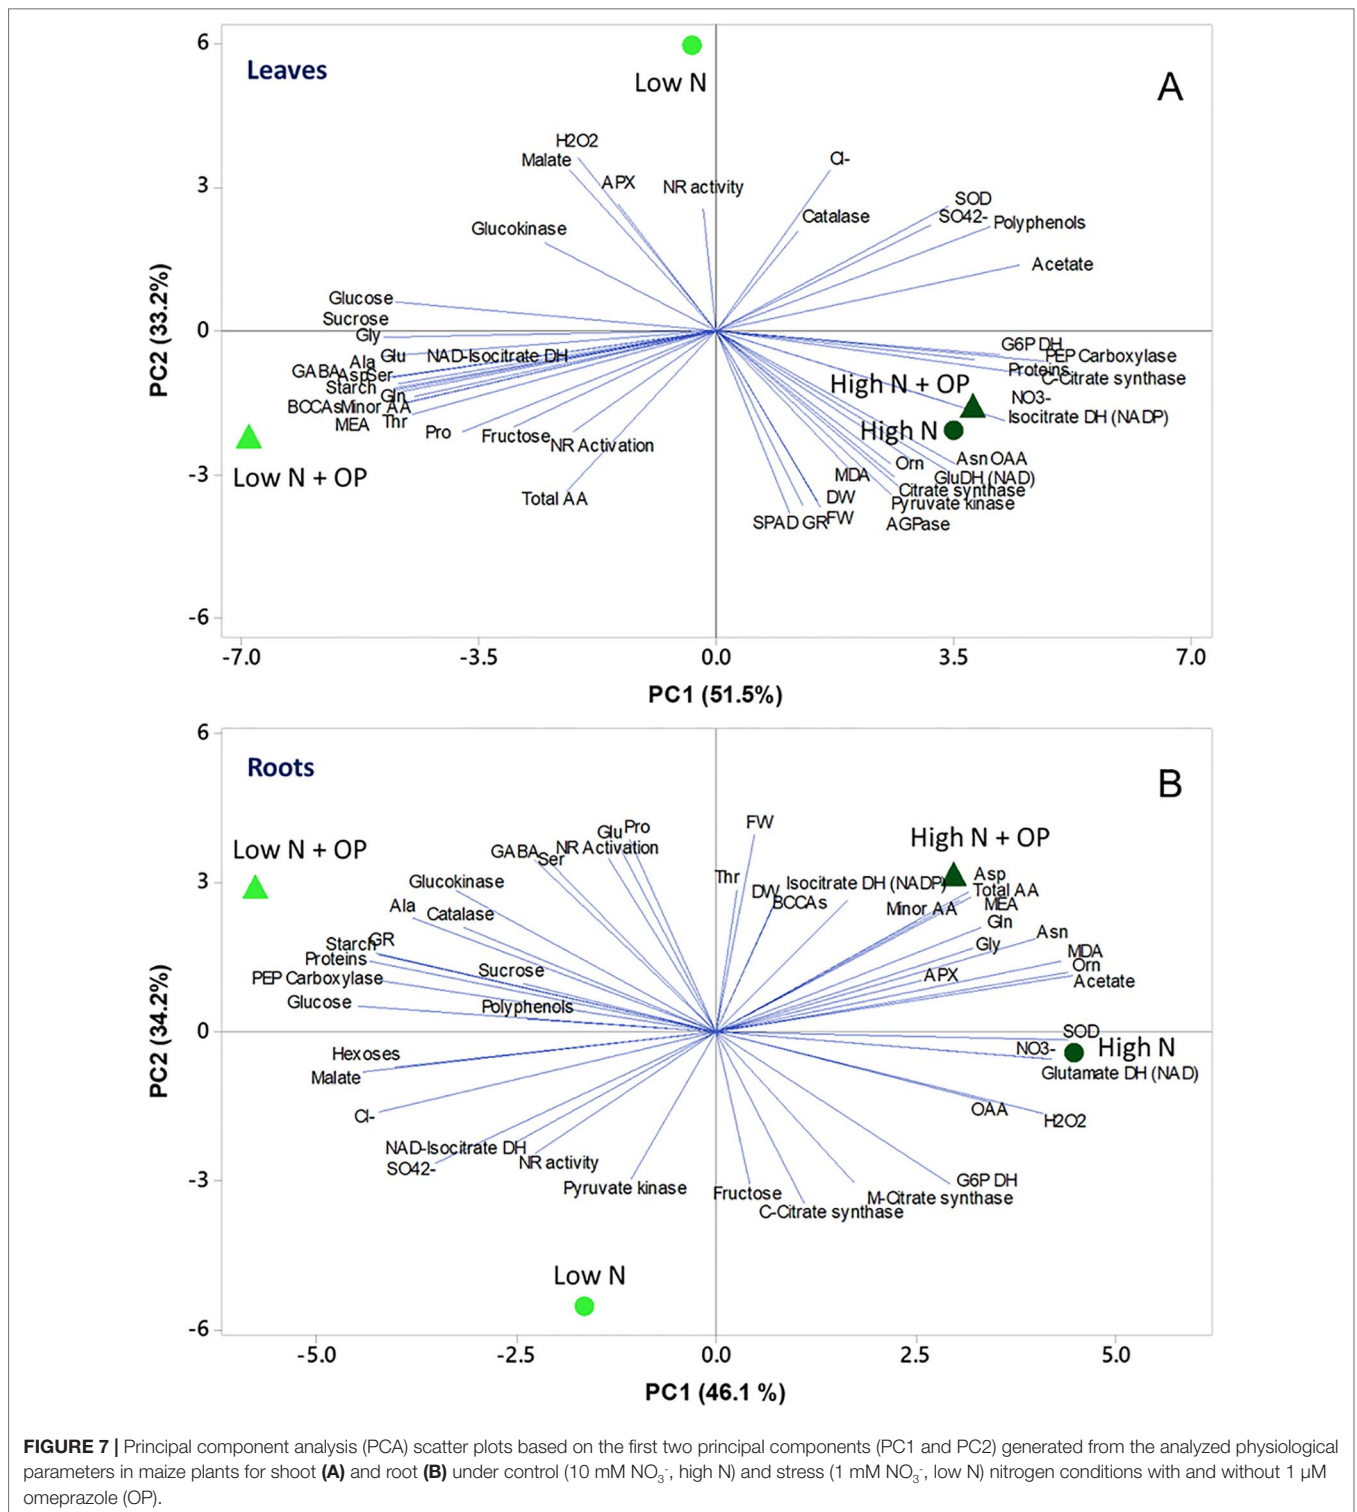 Leaves
A
Low N
H2O2
Malate
APX
NR activity
Cl-
Glucokinase
Catalase
SOD
SO42-
Polyphenols
Acetate
Glucose
Sucrose
Gly
Glu
NAD-Isocitrate DH
Ala
GABA
Asp
Ser
Starch
Gln
BCCAs
Minor AA
MEA
Thr
Pro
Fructose
NR Activation
Total AA
Low N + OP
G6P DH
PEP Carboxylase
Proteins
C-Citrate synthase
High N + OP
NO3-
Isocitrate DH (NADP)
High N
Orn
Asn OAA
MDA
GluDH (NAD)
Citrate synthase
DW
Pyruvate kinase
SPAD GR
FW
AGPase
6
3
0
-3
-6
PC2 (33.2%)
-7.0 -3.5 0.0 3.5 7.0
PC1 (51.5%)
Roots
B
Low N + OP
FW
High N + OP
Glu
Pro
GABA
Ser
NR Activation
Glucokinase
Thr
DW
Isocitrate DH (NADP)
BCCAs
Asp
Total AA
Minor AA
MEA
Ala
Catalase
Gln
Asn
Starch
GR
Gly
MDA
Proteins
Orn
Sucrose
APX
PEP Carboxylase
Acetate
Glucose
Polyphenols
SOD
Hexoses
NO3-
High N
Malate
Glutamate DH (NAD)
Cl-
OAA
H2O2
NAD-Isocitrate DH
SO42-
NR activity
Pyruvate kinase
Fructose
G6P DH
M-Citrate synthase
C-Citrate synthase
Low N
6
3
0
-3
-6
PC2 (34.2%)
-5.0 -2.5 0.0 2.5 5.0
PC1 (46.1 %)
FIGURE 7 | Principal component analysis (PCA) scatter plots based on the first two principal components (PC1 and PC2) generated from the analyzed physiological
parameters in maize plants for shoot (A) and root (B) under control (10 mM NO3-, high N) and stress (1 mM NO3-, low N) nitrogen conditions with and without 1 µM
omeprazole (OP).